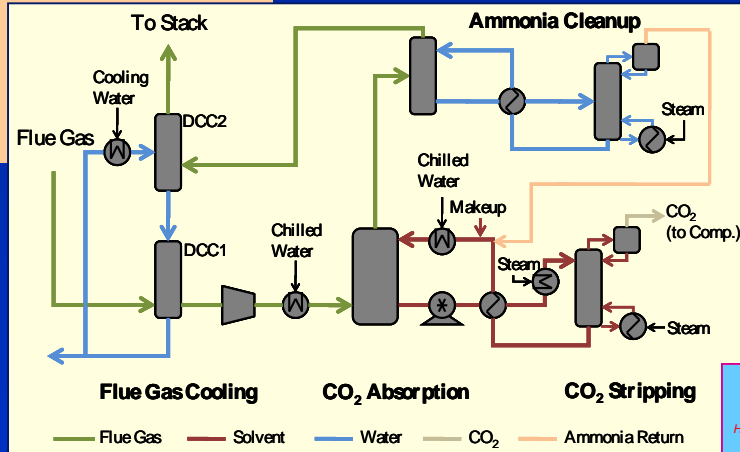 To Stack
Ammonia Cleanup
Cooling
Water
DCC2
Flue Gas
Steam
Chilled
Water
Makeup
CO₂
(to Comp.)
DCC1
Chilled
Water
Steam
Steam
Flue Gas Cooling
CO₂ Absorption
CO₂ Stripping
Flue Gas
Solvent
Water
CO₂
Ammonia Return
H